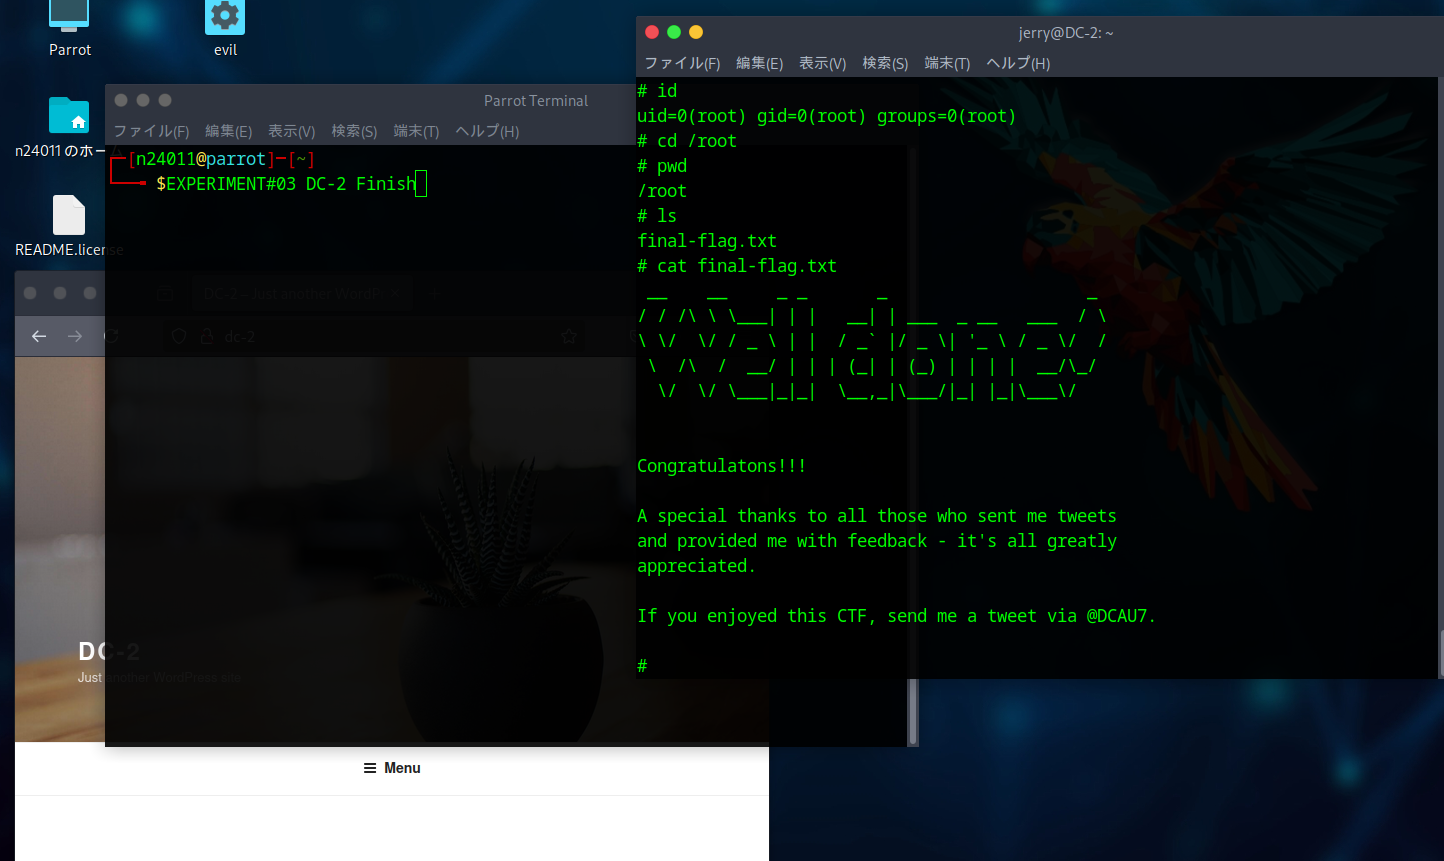 Parrot
evil
n24011 のホーム
README.license
Parrot Terminal
ファイル(F) 編集(E) 表示(V) 検索(S) 端末(T) ヘルプ(H)
[n24011@parrot]─[~]
$EXPERIMENT#03 DC-2 Finish
DC-2 – Just another WordP
dc-2
DC-2
Just another WordPress site
Menu
jerry@DC-2: ~
ファイル(F) 編集(E) 表示(V) 検索(S) 端末(T) ヘルプ(H)
# id
uid=0(root) gid=0(root) groups=0(root)
# cd /root
# pwd
/root
# ls
final-flag.txt
# cat final-flag.txt
Well done!
Congratulatons!!!
A special thanks to all those who sent me tweets
and provided me with feedback - it's all greatly
appreciated.
If you enjoyed this CTF, send me a tweet via @DCAU7.
#